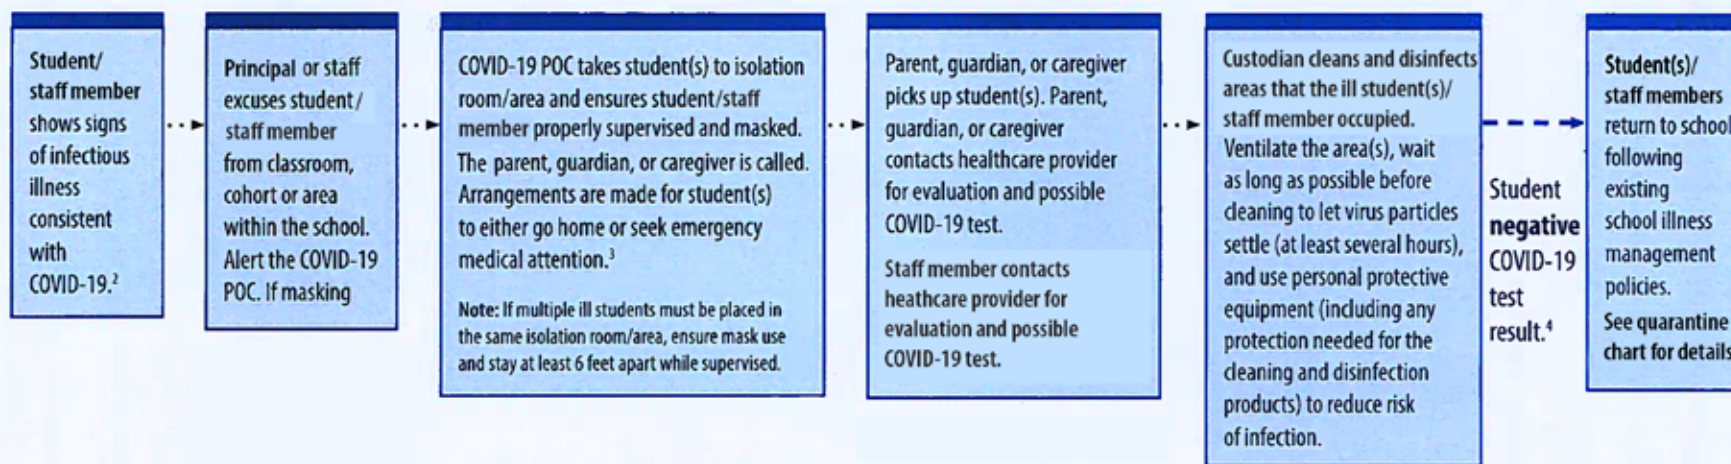 Student/
staff member
shows signs
of infectious
illness
consistent
with
COVID-19.²
Principal or staff
excuses student/
staff member
from classroom,
cohort or area
within the school.
Alert the COVID-19
POC. If masking
COVID-19 POC takes student(s) to isolation
room/area and ensures student/staff
member properly supervised and masked.
The parent, guardian, or caregiver is called.
Arrangements are made for student(s)
to either go home or seek emergency
medical attention.³
Note: If multiple ill students must be placed in
the same isolation room/area, ensure mask use
and stay at least 6 feet apart while supervised.
Parent, guardian, or caregiver
picks up student(s). Parent,
guardian, or caregiver
contacts healthcare provider
for evaluation and possible
COVID-19 test.
Staff member contacts
heathcare provider for
evaluation and possible
COVID-19 test.
Custodian cleans and disinfects
areas that the ill student(s)/
staff member occupied.
Ventilate the area(s), wait
as long as possible before
cleaning to let virus particles
settle (at least several hours),
and use personal protective
equipment (including any
protection needed for the
cleaning and disinfection
products) to reduce risk
of infection.
Student
negative
COVID-19
test
result.⁴
Student(s)/
staff members
return to school
following
existing
school illness
management
policies.
See quarantine
chart for details